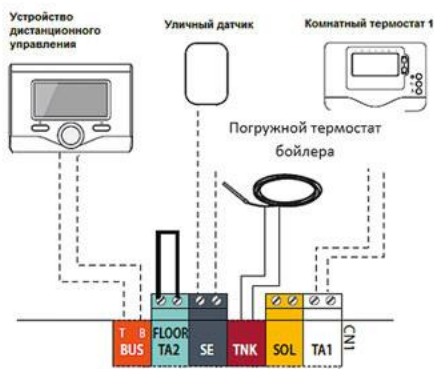 Устройство
дистанционного
управления
Уличный датчик
Комнатный термостат 1
Погружной термостат
бойлера
T B
BUS
FLOOR
TA2
SE
TNK
SOL
TA1
CN1